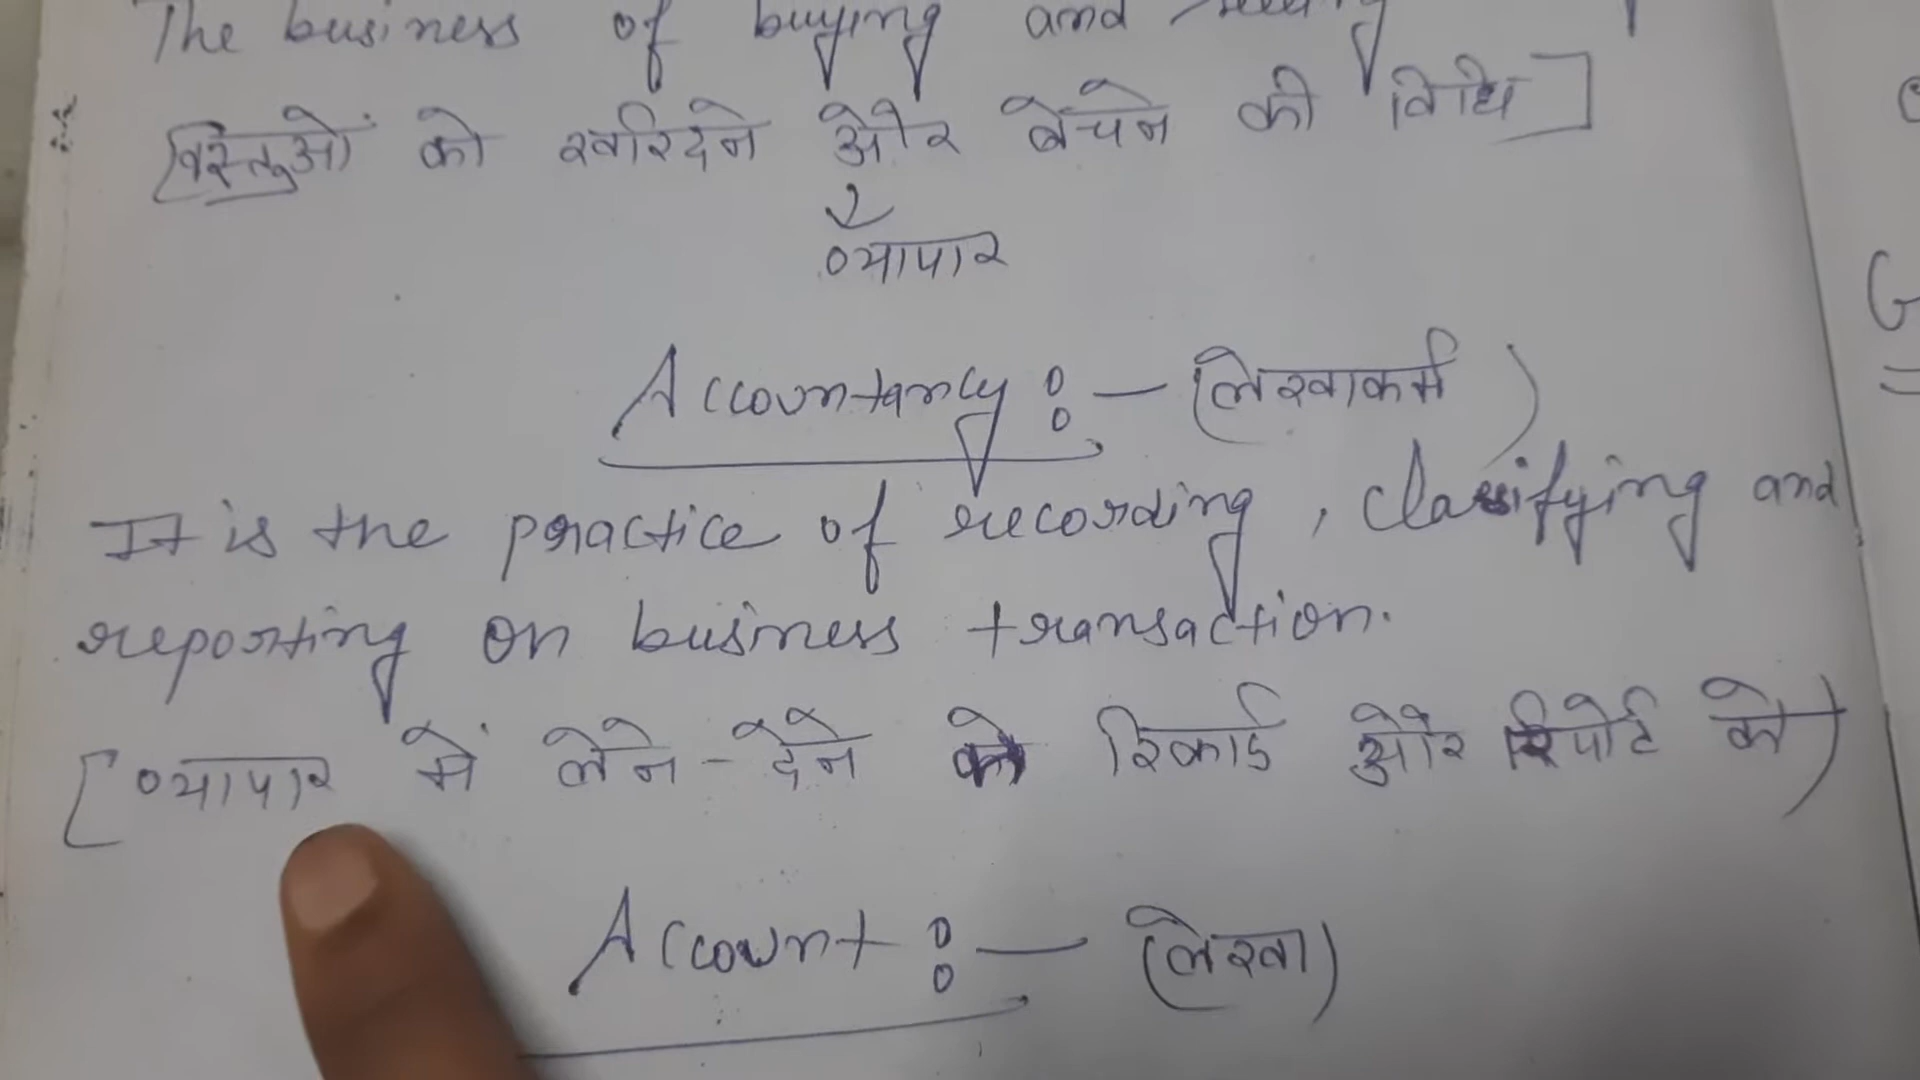 The business of buying and selling
[वस्तुओं को खरिदने और बेचने की विधि]
व्यापार
Accountancy :- (लेखाकर्म)
It is the practice of recording, classifying and
reporting on business transaction.
[व्यापार में लेने-देने के रिकार्ड और रिपोर्ट को)
Account :- (लेखा)
G